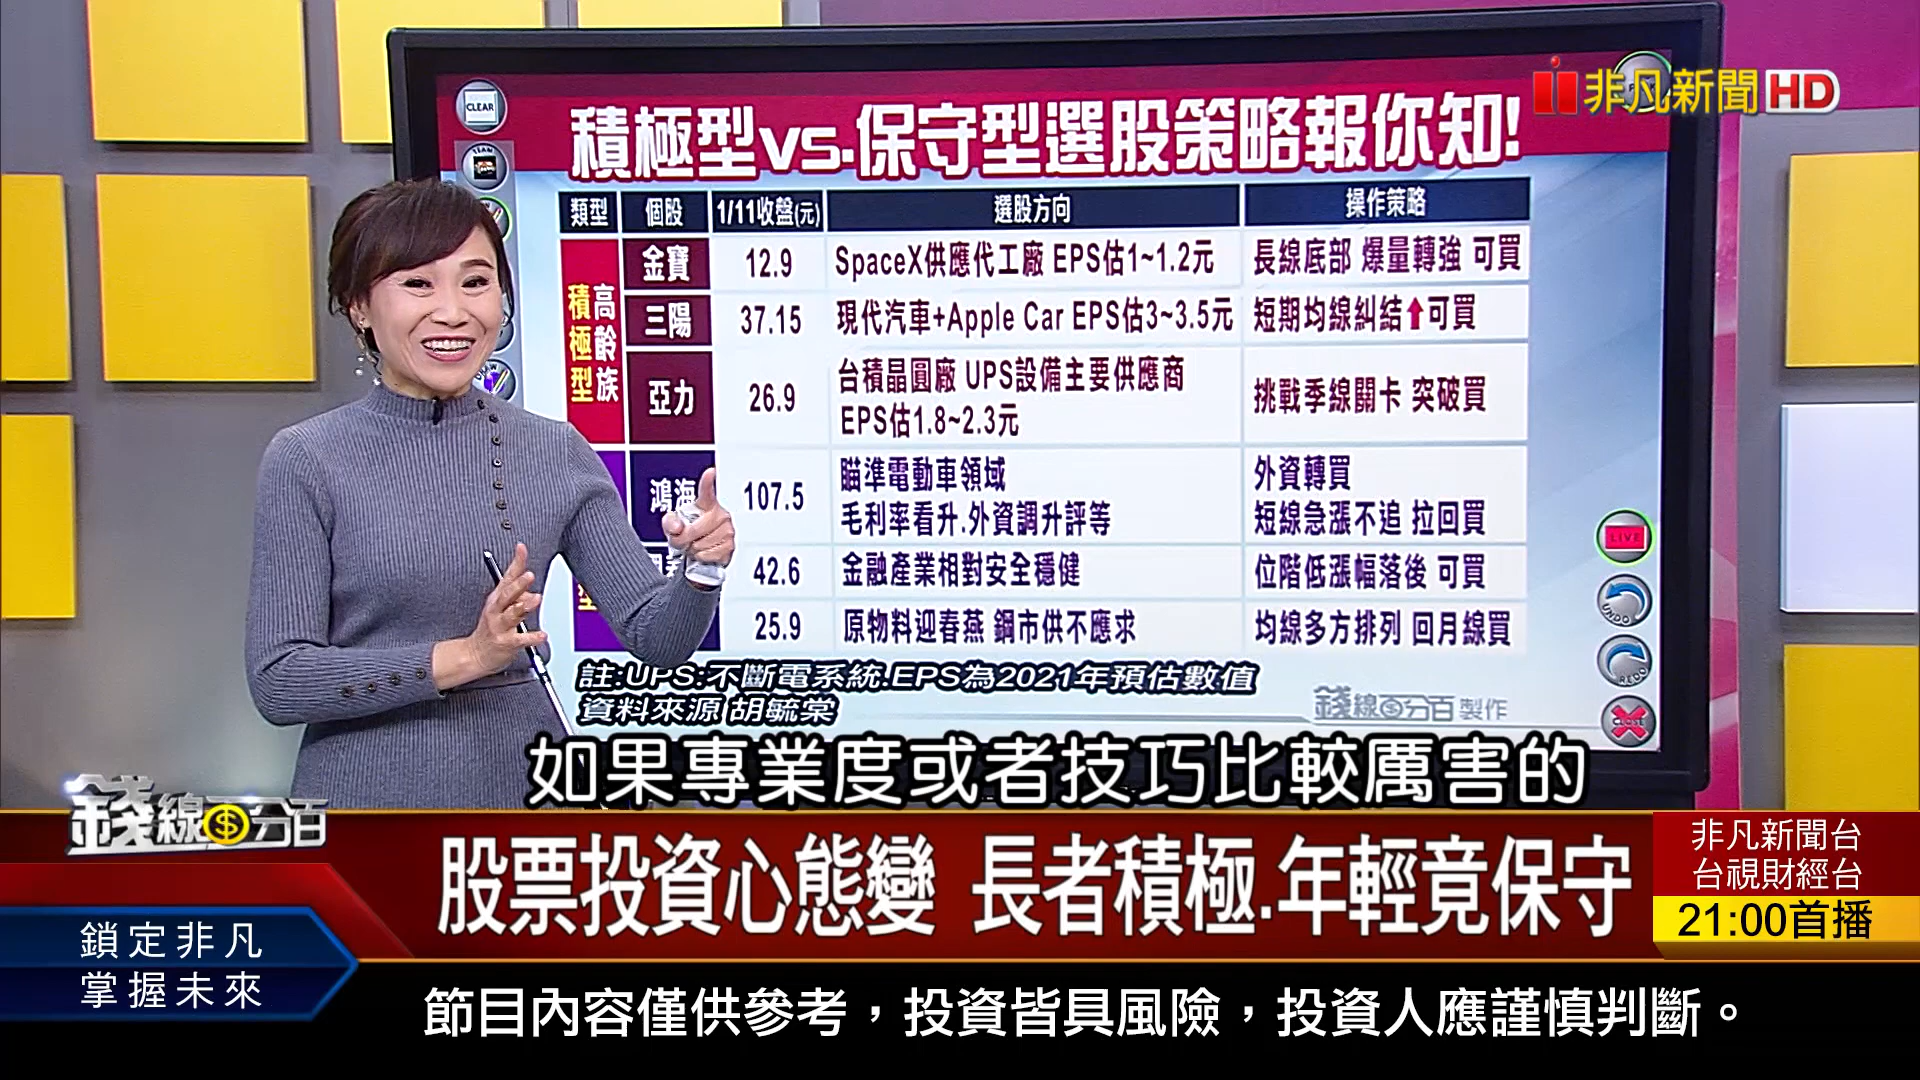 非凡新聞HD
CLEAR
TEAM
DRAW
積極型vs.保守型選股策略報你知!
類型 個股 1/11收盤(元) 選股方向 操作策略
高齡族
積極型
金寶 12.9 SpaceX供應代工廠 EPS估1~1.2元 長線底部 爆量轉強 可買
三陽 37.15 現代汽車+Apple Car EPS估3~3.5元 短期均線糾結↑可買
亞力 26.9 台積晶圓廠 UPS設備主要供應商
EPS估1.8~2.3元 挑戰季線關卡 突破買
鴻海 107.5 瞄準電動車領域
毛利率看升.外資調升評等 外資轉買
短線急漲不追 拉回買
型
42.6 金融產業相對安全穩健 位階低漲幅落後 可買
25.9 原物料迎春燕 鋼市供不應求 均線多方排列 回月線買
註:UPS:不斷電系統.EPS為2021年預估數值
資料來源 胡毓棠
錢線百分百 製作
LIVE
UNDO
REDO
CLOSE
如果專業度或者技巧比較厲害的
錢線百分百
股票投資心態變 長者積極.年輕竟保守
非凡新聞台
台視財經台
21:00首播
鎖定非凡
掌握未來
節目內容僅供參考，投資皆具風險，投資人應謹慎判斷。